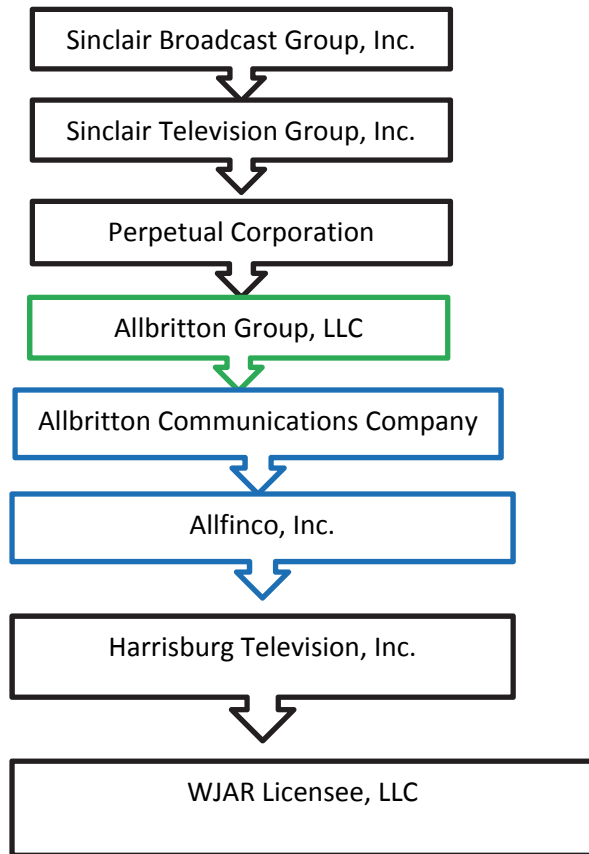 Sinclair Broadcast Group, Inc.
Sinclair Television Group, Inc.
Perpetual Corporation
Allbritton Group, LLC
Allbritton Communications Company
Allfinco, Inc.
Harrisburg Television, Inc.
WJAR Licensee, LLC